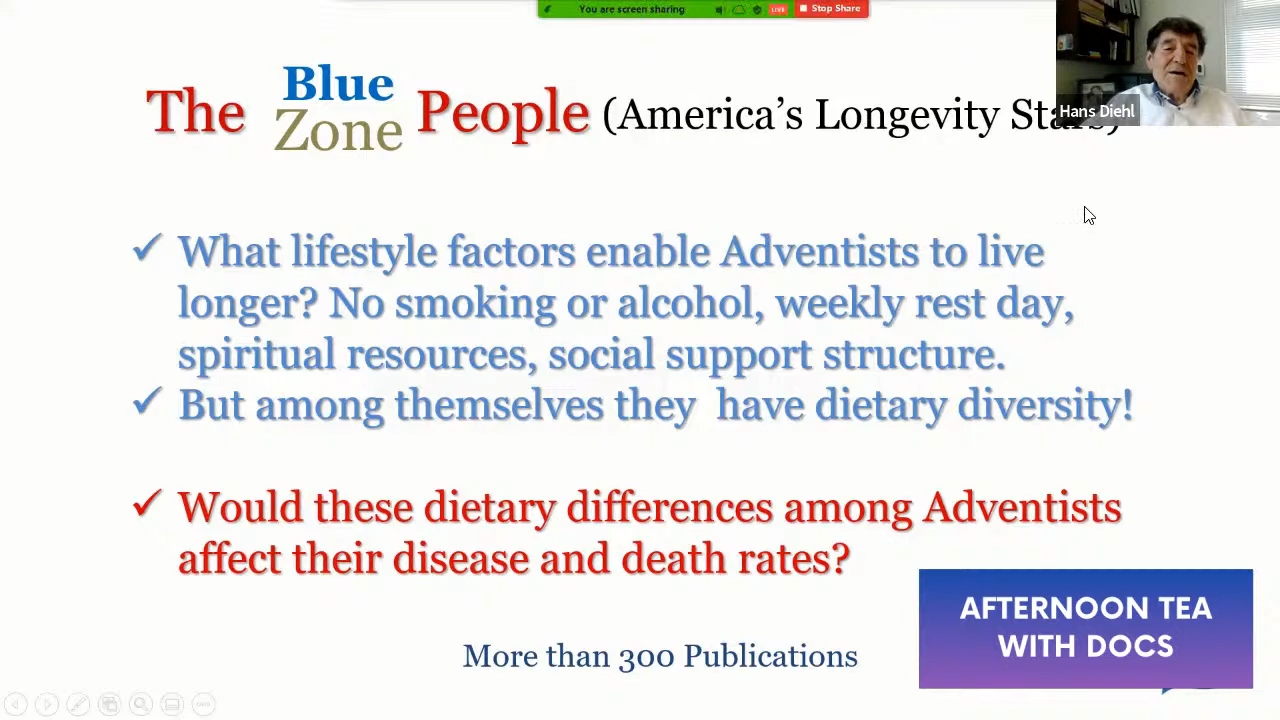 You are screen sharing
LIVE
Stop Share
The Blue Zone People (America's Longevity Stars)
Hans Diehl
✓ What lifestyle factors enable Adventists to live
longer? No smoking or alcohol, weekly rest day,
spiritual resources, social support structure.
✓ But among themselves they have dietary diversity!
✓ Would these dietary differences among Adventists
affect their disease and death rates?
AFTERNOON TEA
WITH DOCS
More than 300 Publications